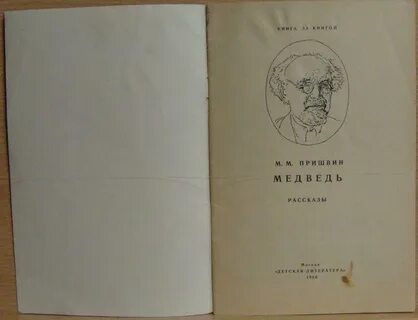 КНИГА ЗА КНИГОЙ
М. М. ПРИШВИН
МЕДВЕДЬ
РАССКАЗЫ
Москва
«ДЕТСКАЯ ЛИТЕРАТУРА»